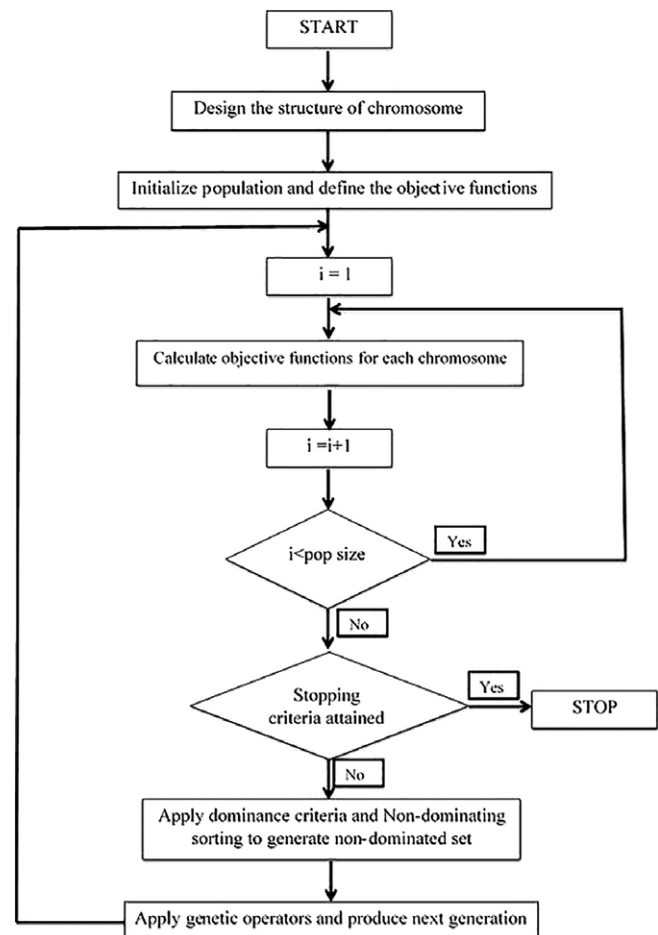 START
Design the structure of chromosome
Initialize population and define the objective functions
i = 1
Calculate objective functions for each chromosome
i =i+1
i<pop size
Yes
No
Stopping
criteria attained
Yes
STOP
No
Apply dominance criteria and Non-dominating
sorting to generate non-dominated set
Apply genetic operators and produce next generation